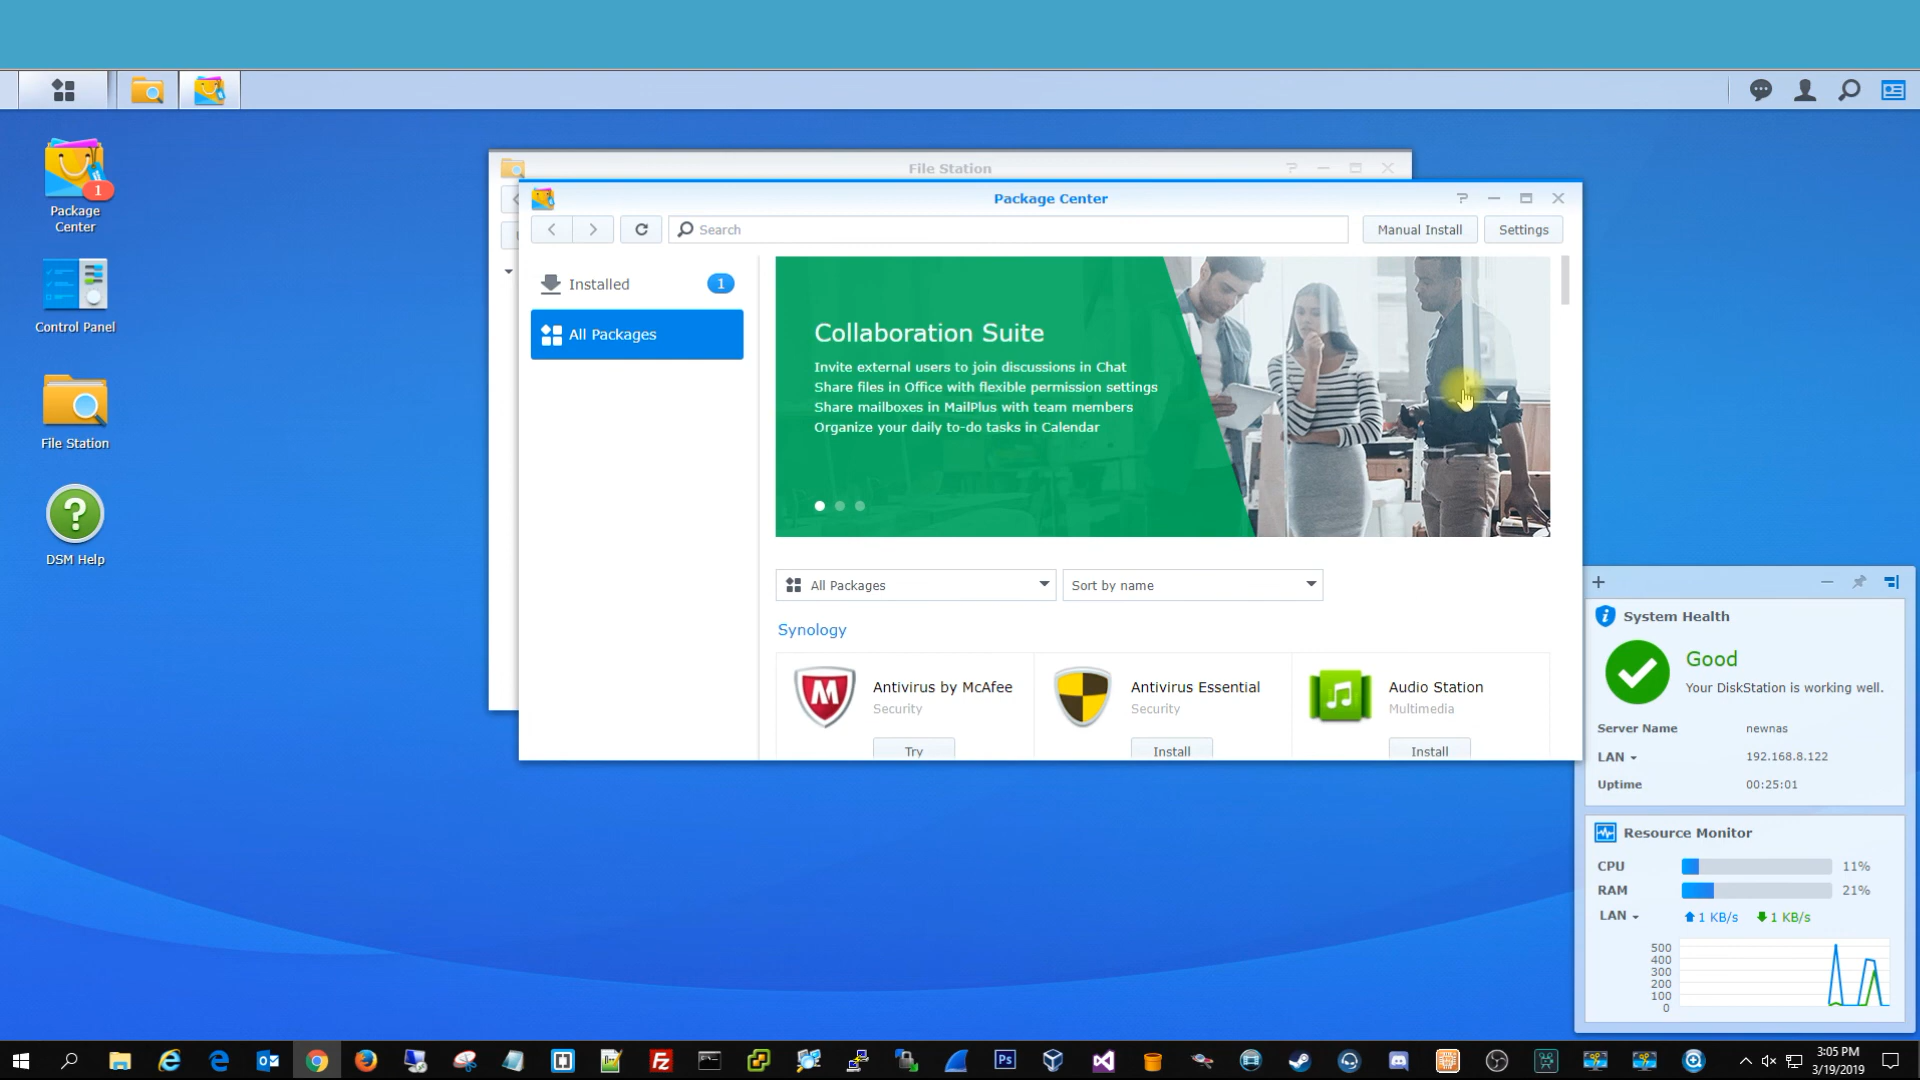 File Station
Package Center
Search
Manual Install
Settings
Installed
1
All Packages
Collaboration Suite
Invite external users to join discussions in Chat
Share files in Office with flexible permission settings
Share mailboxes in MailPlus with team members
Organize your daily to-do tasks in Calendar
All Packages
Sort by name
Synology
Antivirus by McAfee
Security
Try
Antivirus Essential
Security
Install
Audio Station
Multimedia
Install
1
Package
Center
Control Panel
File Station
DSM Help
System Health
Good
Your DiskStation is working well.
Server Name newnas
LAN 192.168.8.122
Uptime 00:25:01
Resource Monitor
CPU 11%
RAM 21%
LAN 1 KB/s 1 KB/s
500
400
300
200
100
0
3:05 PM
3/19/2019